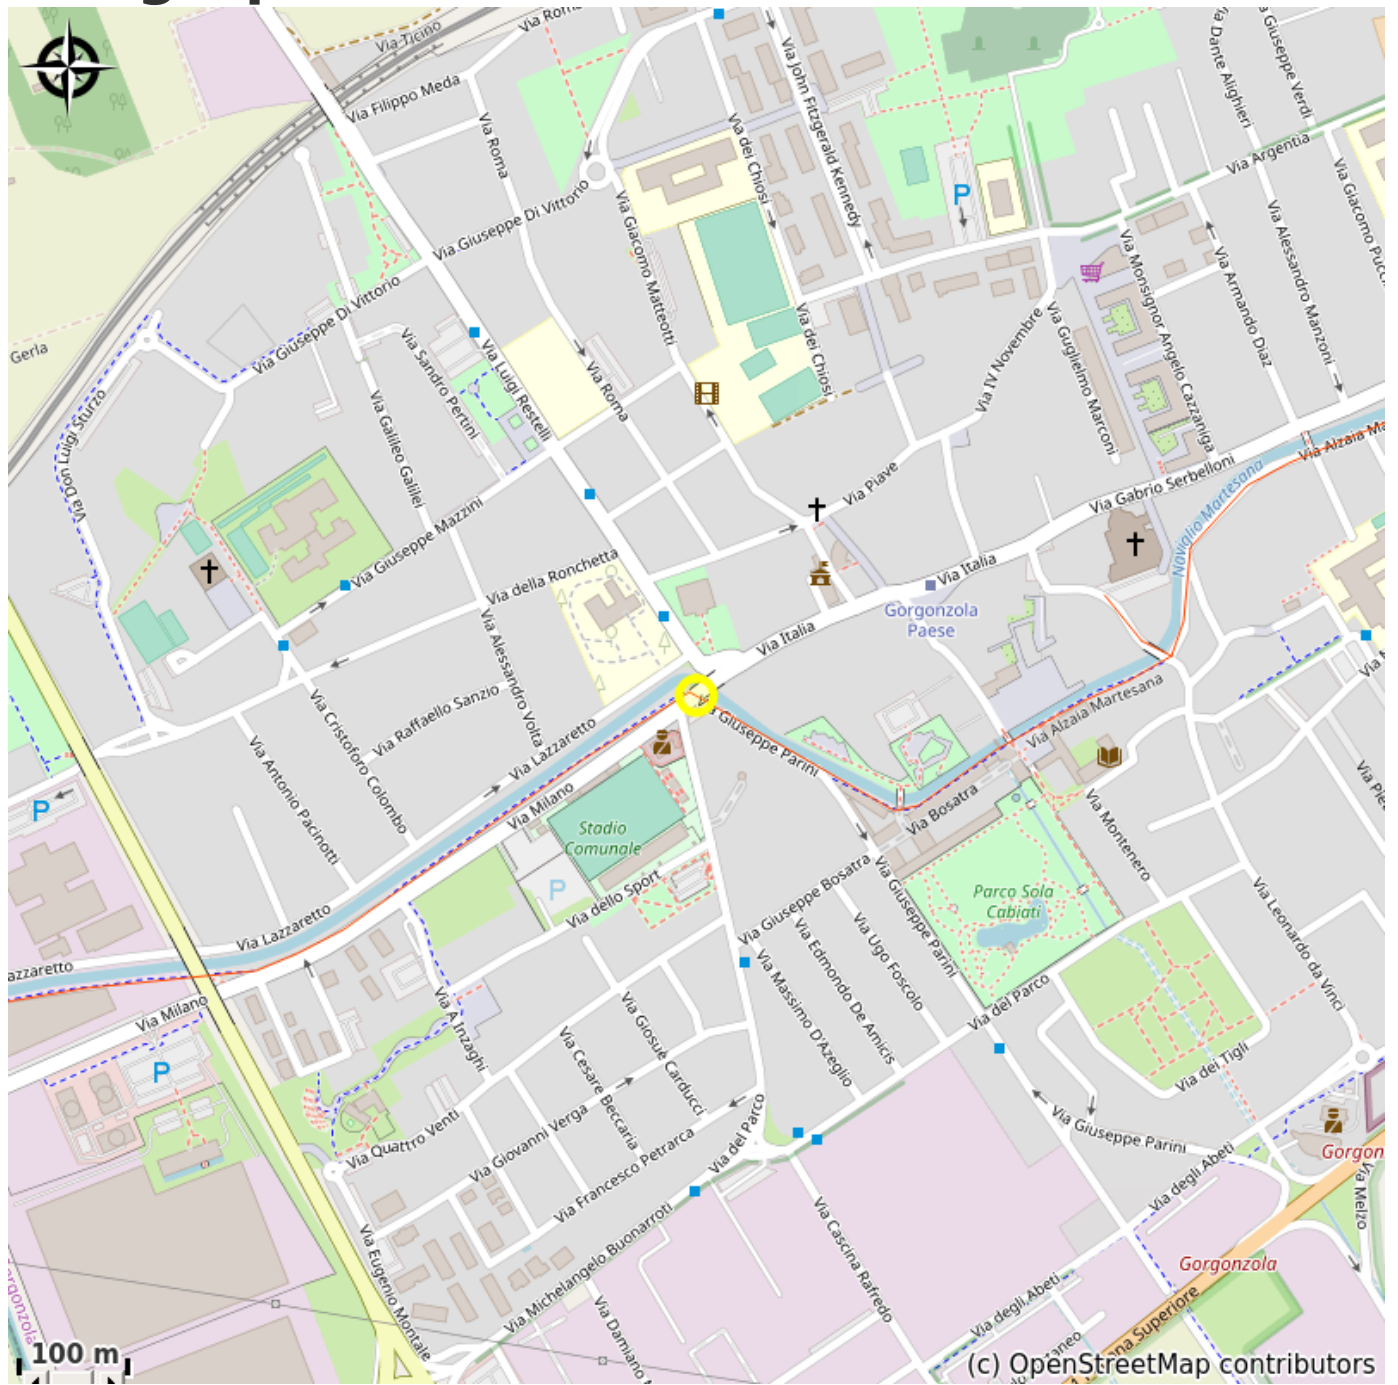 Via Ticino
Via Roma
Via Filippo Meda
Via Roma
Via dei Chiosi
Via John Fitzgerald Kennedy
Via Dante Alighieri
Via Giuseppe Verdi
Via Argentia
Via Giuseppe Di Vittorio
Via Giacomo Matteotti
P
Via Giacomo Pucci
Via Alessandro Manzoni
Via Armando Diaz
Via Monsignor Angelo Cazzaniga
Via Giuseppe Di Vittorio
Gerla
Via Sandro Pertini
Via Luigi Restelli
Via Roma
Via dei Chiosi
Via IV Novembre
Via Guglielmo Marconi
Via Don Luigi Sturzo
Via Galileo Galilei
Via Piave
Via Gabrio Serbelloni
Via Alzaia Ma
Naviglio Martesana
Via Giuseppe Mazzini
Via della Ronchetta
Via Italia
Gorgonzola
Paese
Via Italia
Via Alessandro Volta
Via Raffaello Sanzio
Via Cristoforo Colombo
Via Lazzaretto
Via Giuseppe Parini
Via Alzaia Martesana
Via Antonio Pacinotti
P
Via Milano
Stadio
Comunale
Via Bosatra
Via Montenero
Via Pie
P
Via dello Sport
Via Giuseppe Bosatra
Via Giuseppe Parini
Parco Sola
Cabiati
Via Leonardo da Vinci
Via Lazzaretto
azzaretto
Via Edmondo De Amicis
Via Ugo Foscolo
Via Massimo D'Azeglio
Via del Parco
Via Milano
Via A Inzaghi
Via Giosuè Carducci
Via Cesare Beccaria
P
Via dei Tigli
Via Giovanni Verga
Via Quattro Venti
Via Francesco Petrarca
Via del Parco
Via Giuseppe Parini
Via degli Abeti
Gorgon
Via Melzo
Via Eugenio Montale
Via Michelangelo Buonarroti
Via Cascina Rafredo
Gorgonzola
Via degli Abeti
ana Superiore
Via Damiano
orgonzola
100 m
(c) OpenStreetMap contributors